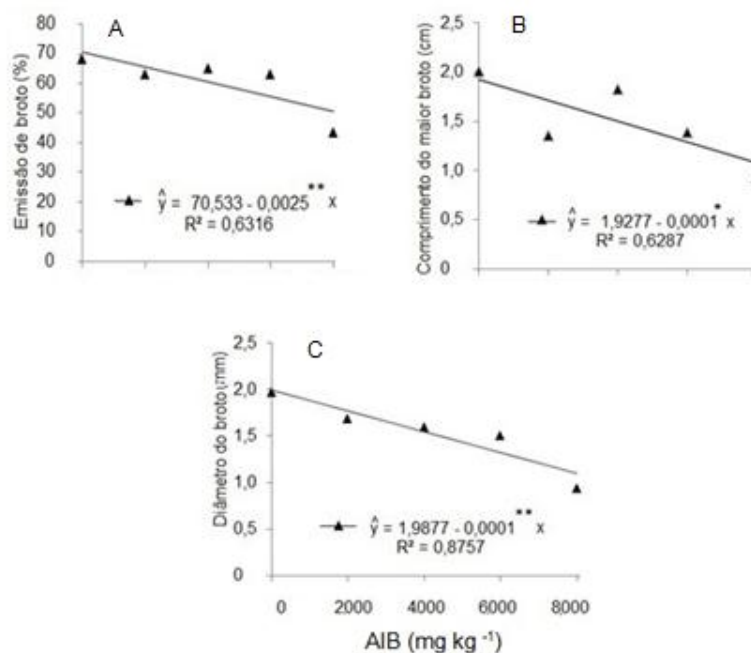 A
Emissão de broto (%)
80
70
60
50
40
30
20
10
0
ŷ = 70,533 - 0,0025** x
R² = 0,6316
B
Comprimento do maior broto (cm)
2,5
2,0
1,5
0,5
0
ŷ = 1,9277 - 0,0001* x
R² = 0,6287
C
Diâmetro do broto (mm)
2,5
2,0
1,5
1,0
0,5
0
ŷ = 1,9877 - 0,0001** x
R² = 0,8757
0 2000 4000 6000 8000
AIB (mg kg ⁻¹)